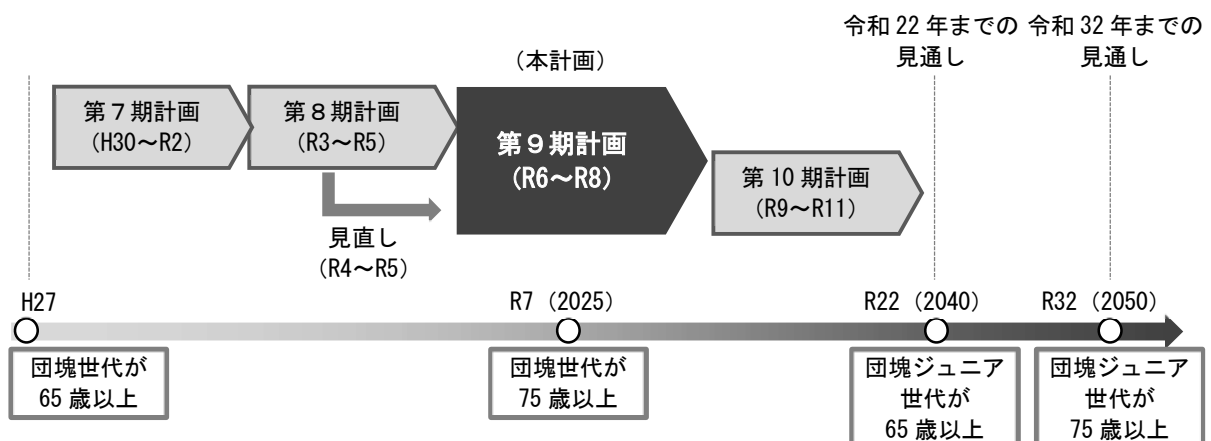 令和 22 年までの
見通し
令和 32 年までの
見通し
(本計画)
第7期計画
(H30～R2)
第8期計画
(R3～R5)
第9期計画
(R6～R8)
第 10 期計画
(R9～R11)
見直し
(R4～R5)
H27
R7 (2025)
R22 (2040)
R32 (2050)
団塊世代が
65 歳以上
団塊世代が
75 歳以上
団塊ジュニア
世代が
65 歳以上
団塊ジュニア
世代が
75 歳以上